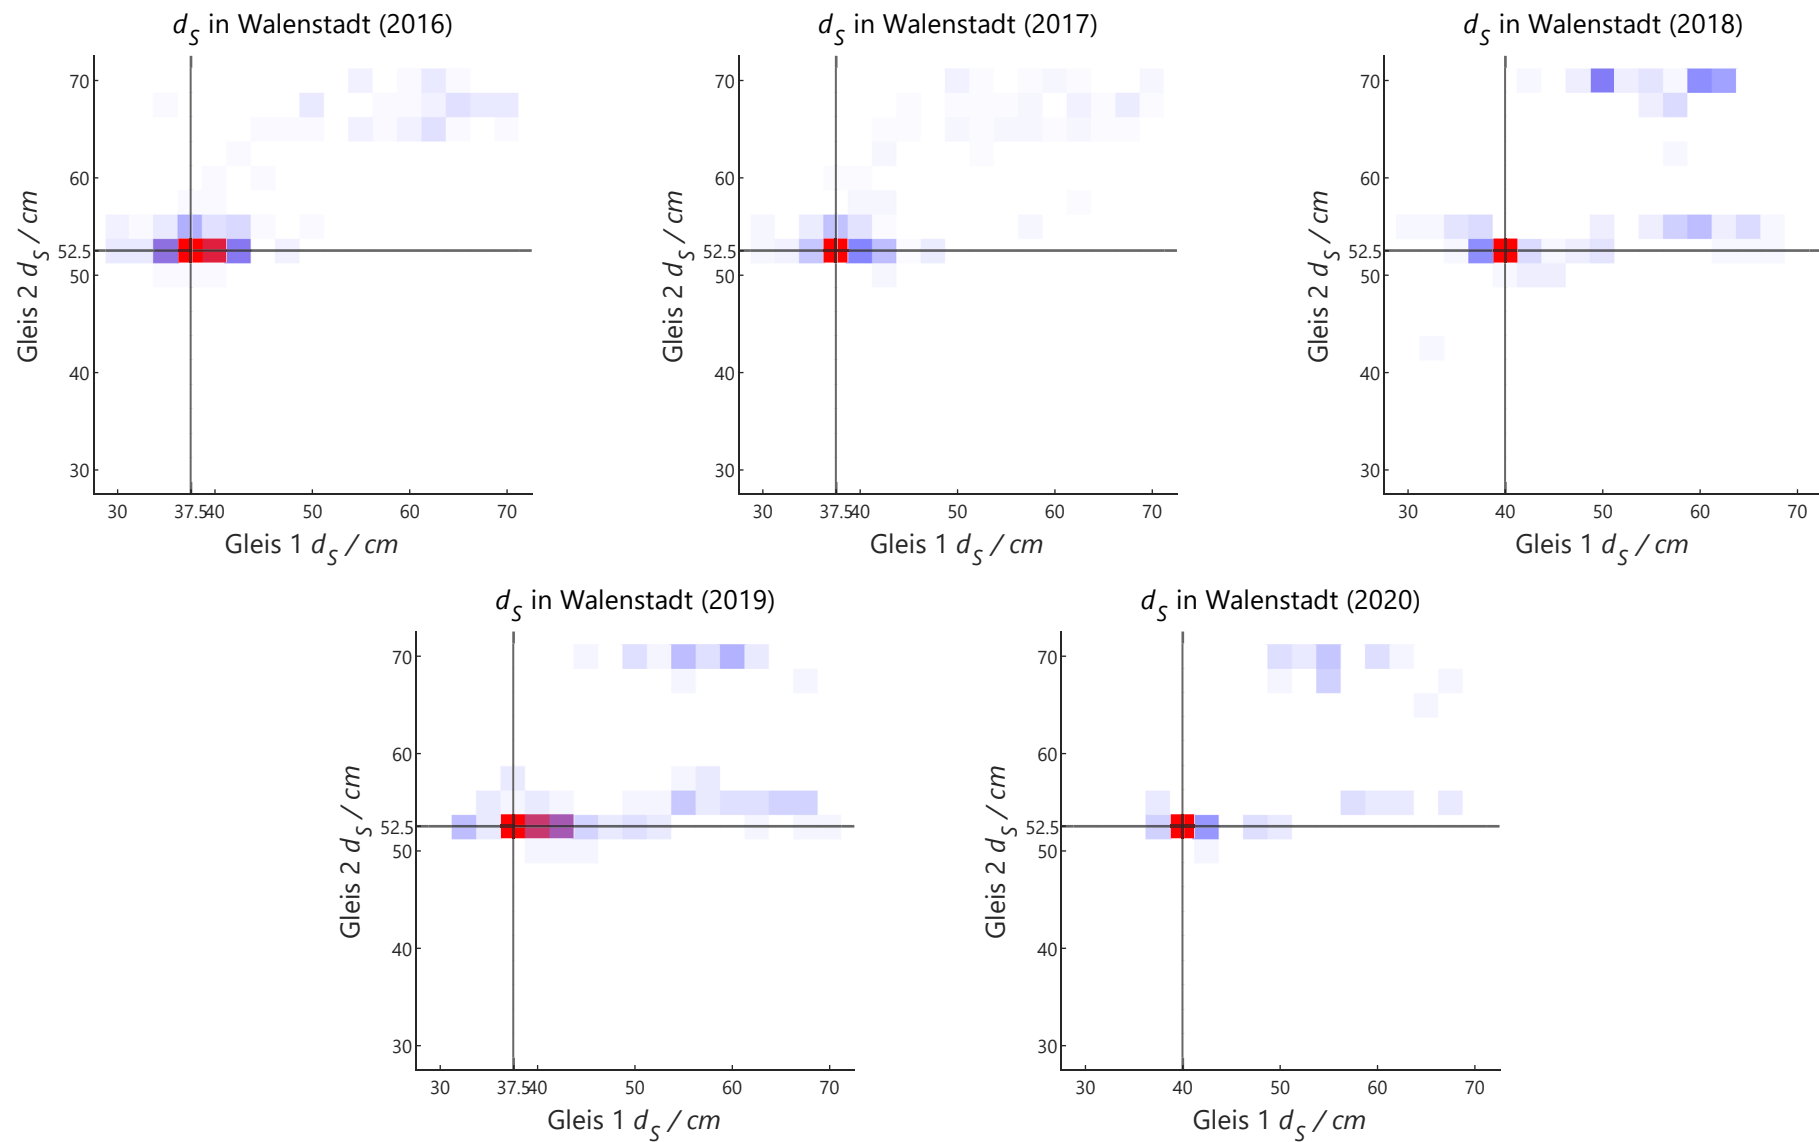 d_S in Walenstadt (2016)
70
60
52.5
50
40
30
Gleis 2 d_S / cm
30 37.5 40 50 60 70
Gleis 1 d_S / cm
d_S in Walenstadt (2017)
70
60
52.5
50
40
30
Gleis 2 d_S / cm
30 37.5 40 50 60 70
Gleis 1 d_S / cm
d_S in Walenstadt (2018)
70
60
52.5
50
40
30
Gleis 2 d_S / cm
30 40 50 60 70
Gleis 1 d_S / cm
d_S in Walenstadt (2019)
70
60
52.5
50
40
30
Gleis 2 d_S / cm
30 37.5 40 50 60 70
Gleis 1 d_S / cm
d_S in Walenstadt (2020)
70
60
52.5
50
40
30
Gleis 2 d_S / cm
30 40 50 60 70
Gleis 1 d_S / cm